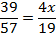 39/57 = 4x/19